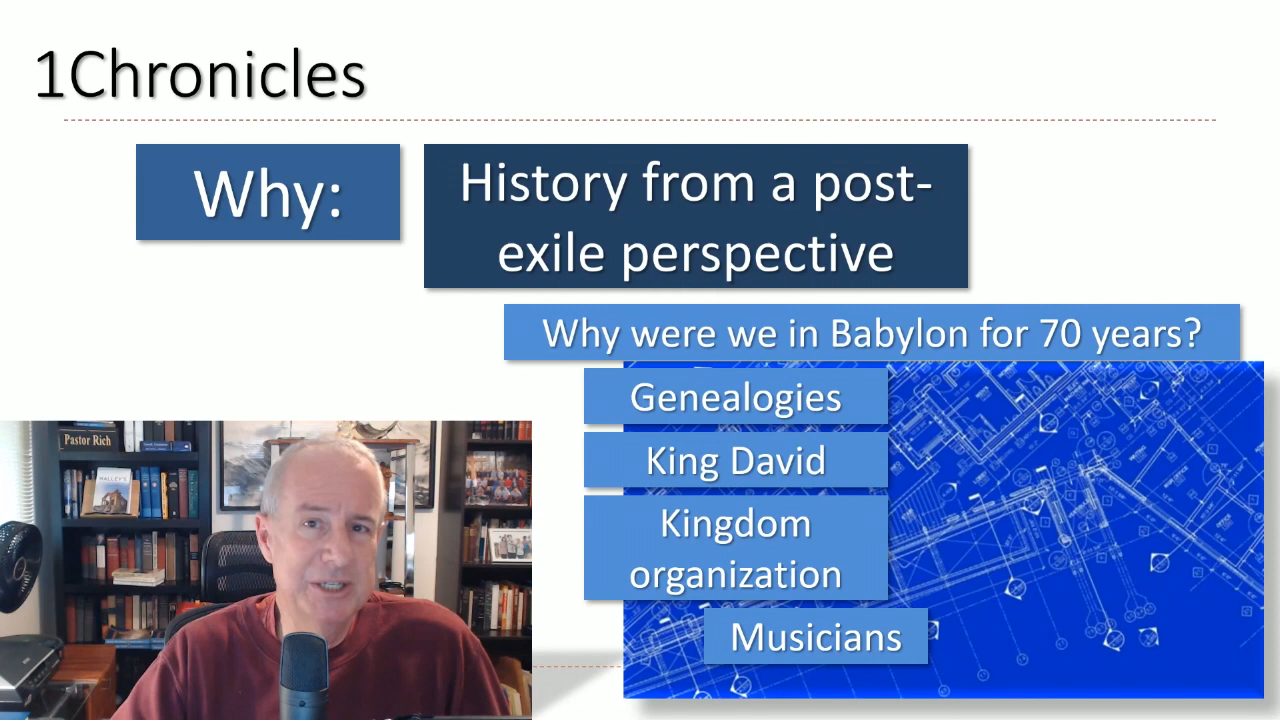 1Chronicles
Why:
History from a post-
exile perspective
Why were we in Babylon for 70 years?
Genealogies
King David
Kingdom
organization
Musicians
Pastor Rich
HALLEY'S